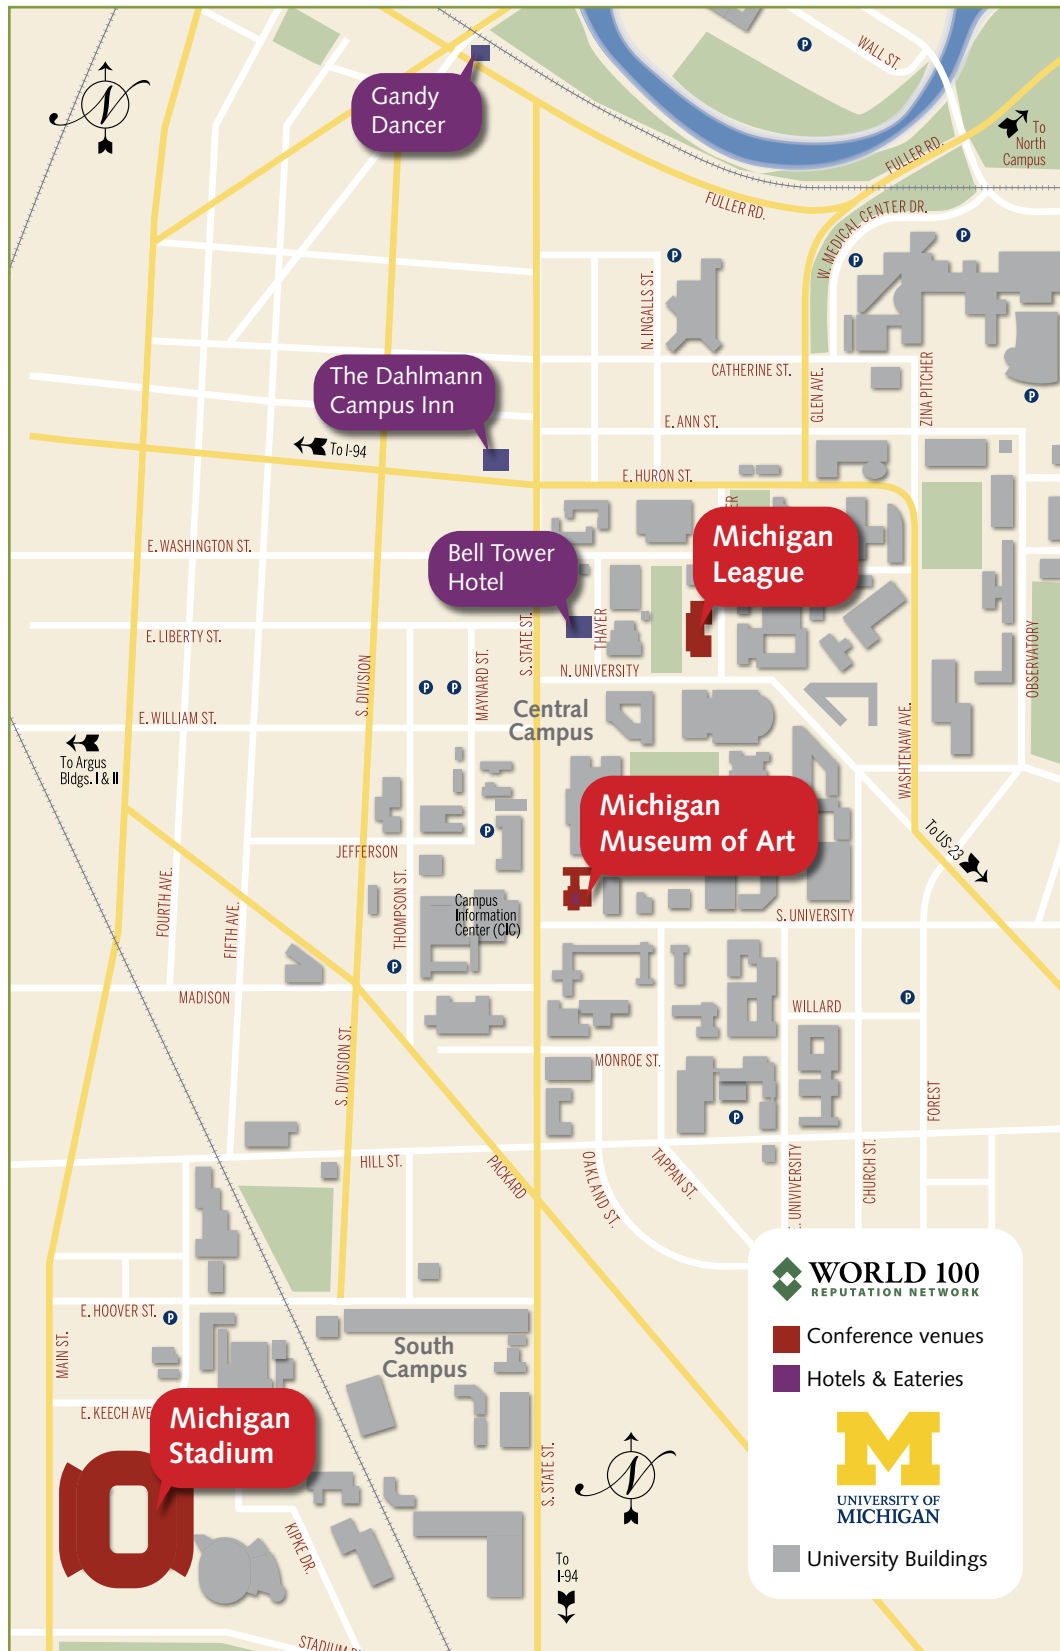 P
WALL ST.
N
Gandy
Dancer
To
North
Campus
FULLER RD.
FULLER RD.
W. MEDICAL CENTER DR.
P
P
P
N. INGALLS ST.
CATHERINE ST.
GLEN AVE.
ZINA PITCHER
P
The Dahlmann
Campus Inn
E. ANN ST.
To I-94
E. HURON ST.
Michigan
League
E. WASHINGTON ST.
Bell Tower
Hotel
E. LIBERTY ST.
S. DIVISION
MAYNARD ST.
S. STATE ST.
THAYER
N. UNIVERSITY
OBSERVATORY
P
P
E. WILLIAM ST.
Central
Campus
WASHTENAW AVE.
To Argus
Bldgs. I & II
Michigan
Museum of Art
P
To US-23
JEFFERSON
FOURTH AVE.
FIFTH AVE.
THOMPSON ST.
Campus
Information
Center (CIC)
S. UNIVERSITY
P
MADISON
P
WILLARD
S. DIVISION ST.
MONROE ST.
FOREST
P
HILL ST.
PACKARD
OAKLAND ST.
TAPPAN ST.
E. UNIVERSITY
CHURCH ST.
E. HOOVER ST.
P
MAIN ST.
South
Campus
E. KEECH AVE
Michigan
Stadium
S. STATE ST.
N
KIPKE DR.
To
I-94
WORLD 100
REPUTATION NETWORK
Conference venues
Hotels & Eateries
M
UNIVERSITY OF
MICHIGAN
University Buildings